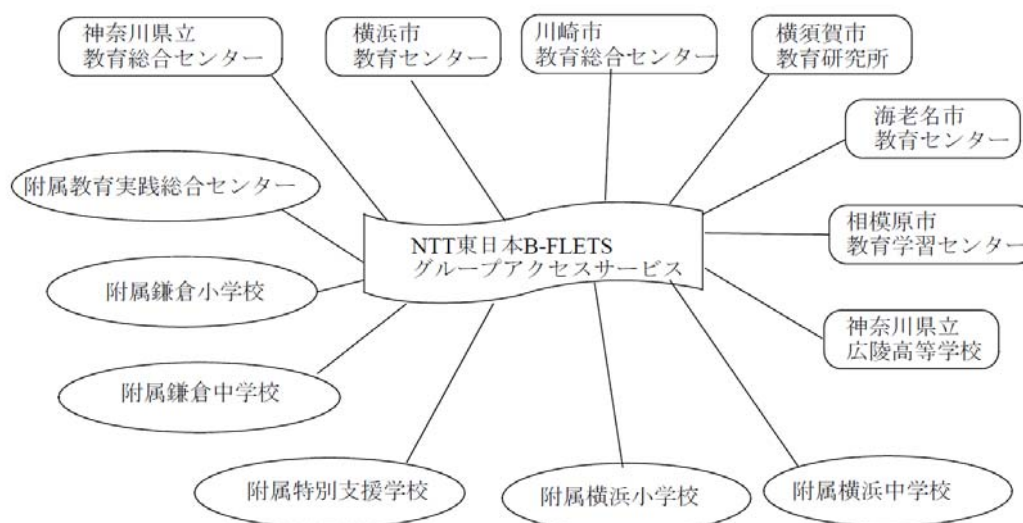 神奈川県立
教育総合センター
横浜市
教育センター
川崎市
教育総合センター
横須賀市
教育研究所
海老名市
教育センター
附属教育実践総合センター
相模原市
教育学習センター
NTT東日本B-FLETS
グループアクセスサービス
附属鎌倉小学校
神奈川県立
広陵高等学校
附属鎌倉中学校
附属特別支援学校
附属横浜小学校
附属横浜中学校